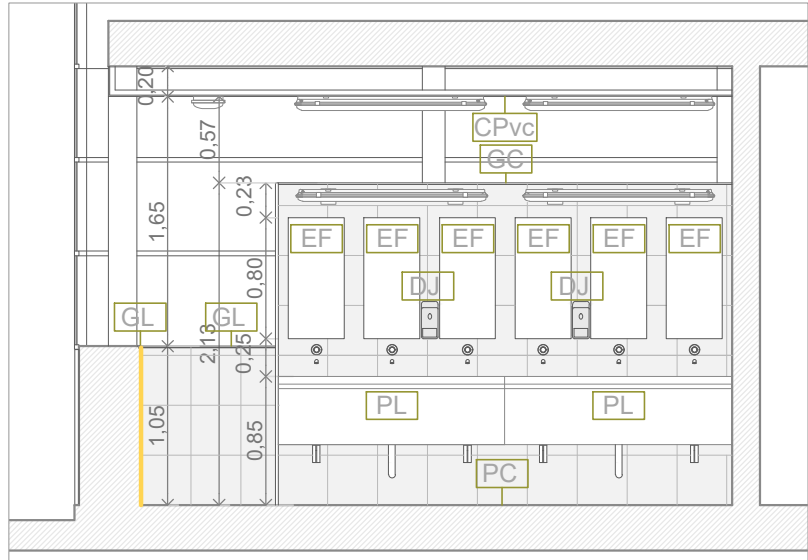 0,20
CPvc
0,57
GC
0,23
1,65
EF
EF
EF
EF
EF
EF
0,80
DJ
DJ
GL
GL
2,13
0,25
PL
PL
1,05
0,85
PC